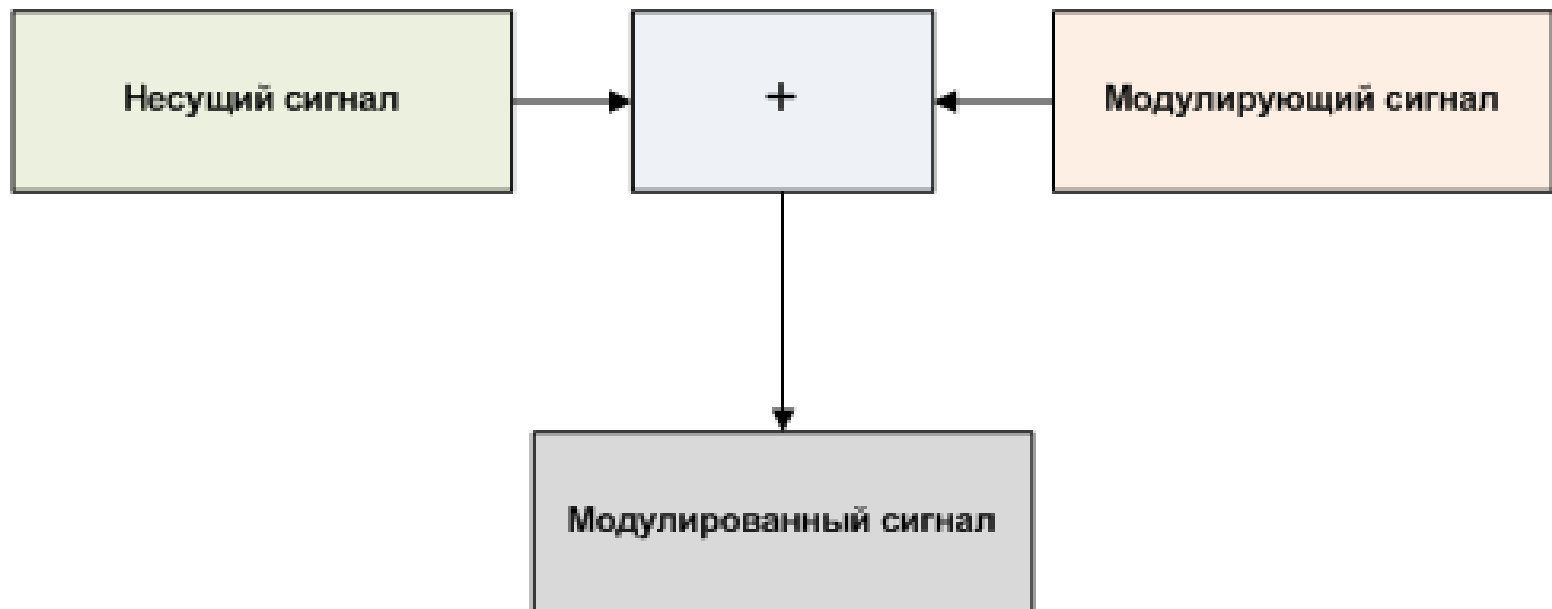 Несущий сигнал
+
Модулирующий сигнал
Модулированный сигнал